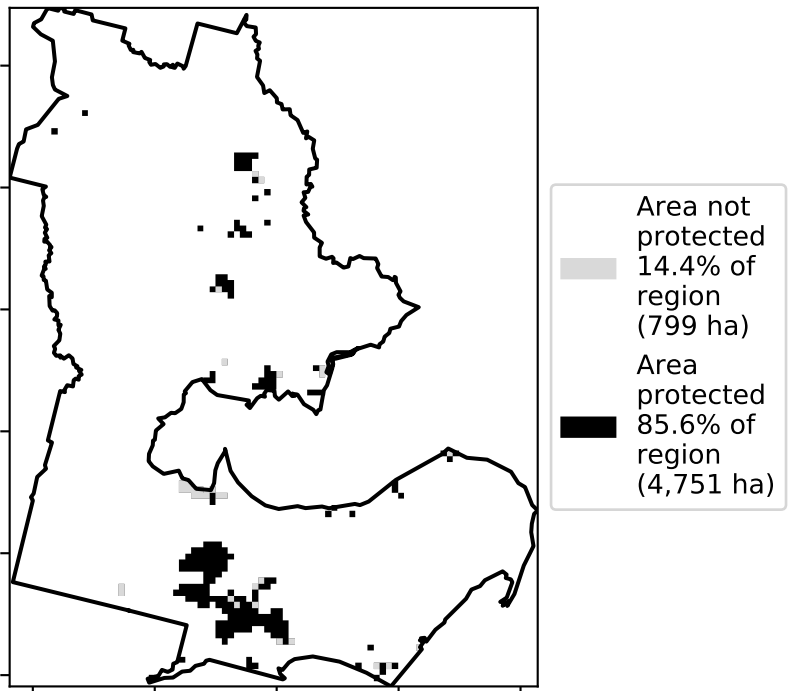 Area not
protected
14.4% of
region
(799 ha)
Area
protected
85.6% of
region
(4,751 ha)